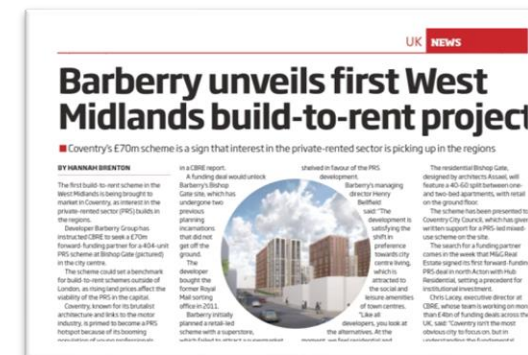 UK NEWS
Barberry unveils first West
Midlands build-to-rent project
Coventry's £70m scheme is a sign that interest in the private-rented sector is picking up in the regions
BY HANNAH BRENTON
The first build-to-rent scheme in the
West Midlands is being brought to
market in Coventry, as interest in the
private-rented sector (PRS) builds in
the regions.
Developer Barberry Group has
instructed CBRE to seek a £70m
forward-funding partner for a 404-unit
PRS scheme at Bishop Gate (pictured)
in the city centre.
The scheme could set a benchmark
for build-to-rent schemes outside of
London, as rising land prices affect the
viability of the PRS in the capital.
Coventry, known for its brutalist
architecture and links to the motor
industry, is primed to become a PRS
hotspot because of its booming
population of young professionals
in a CBRE report.
A funding deal would unlock
Barberry's Bishop
Gate site, which has
undergone two
previous
planning
incarnations
that did not
get off the
ground.
The
developer
bought the
former Royal
Mail sorting
office in 2011.
Barberry initially
planned a retail-led
scheme with a superstore,
which failed to attract a supermarket
shelved in favour of the PRS
development.
Barberry's managing
director Henry
Bellfield
said: "The
development is
satisfying the
shift in
preference
towards city
centre living,
which is
attracted to
the social and
leisure amenities
of town centres.
"Like all
developers, you look at
the alternatives. At the
moment, we feel residential and
The residential Bishop Gate,
designed by architects Assael, will
feature a 40-60 split between one-
and two-bed apartments, with retail
on the ground floor.
The scheme has been presented to
Coventry City Council, which has given
written support for a PRS-led mixed-
use scheme on the site.
The search for a funding partner
comes in the week that M&G Real
Estate signed its first forward-funding
PRS deal in north Acton with Hub
Residential, setting a precedent for
institutional investment.
Chris Lacey, executive director at
CBRE, whose team is working on more
than £4bn of funding deals across the
UK, said: "Coventry isn't the most
obvious city to focus on, but in
understanding the fundamental